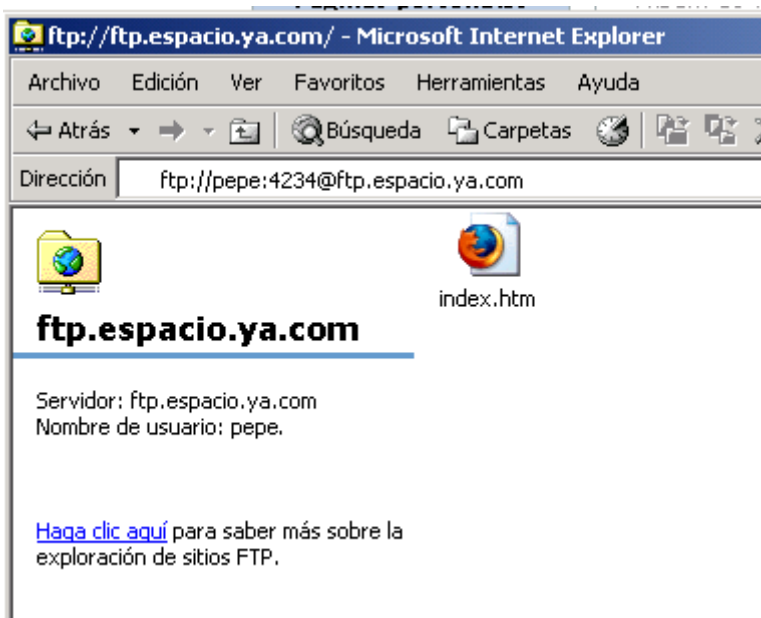 ftp://ftp.espacio.ya.com/ - Microsoft Internet Explorer
Archivo Edición Ver Favoritos Herramientas Ayuda
Atrás Búsqueda Carpetas
Dirección ftp://pepe:4234@ftp.espacio.ya.com
index.htm
ftp.espacio.ya.com
Servidor: ftp.espacio.ya.com
Nombre de usuario: pepe.
Haga clic aquí para saber más sobre la
exploración de sitios FTP.